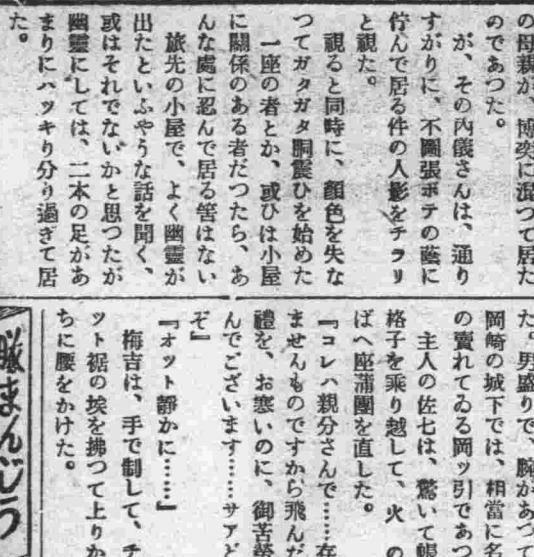 の母親が、博奕に混つて居た
のであつた。
が、その内儀さんは、通り
すがりに、不圖張ボテの蔭に
佇んで居る件の人影をチラリ
と視た。
視ると同時に、顏色を失な
つてガタガタ胴震ひを始めた
一座の者とか、或ひは小屋
に關係のある者だつたら、あ
んな處に忍んで居る筈はない
旅先の小屋で、よく幽靈が
出たといふやうな話を聞く、
或はそれでないかと思つたが
幽靈にしては、二本の足があ
まりにハッキリ分り過ぎて居
た。
た。男盛りで、腕があつて
岡崎の城下では、相當に名
の賣れてゐる岡ッ引であ
主人の佐七は、驚いて帳
格子を乘り越して、火 の
ばへ座蒲團を直した。
『コレハ親分さんで……存
ませんものですから飛んだ
禮を、お寒いのに、御苦勞
んでございます……サアど
ぞ』
『オット靜かに……』
梅吉は、手で制して、チ
ット裾の埃を拂つて上りか
ちに腰をかけた。
まんじう